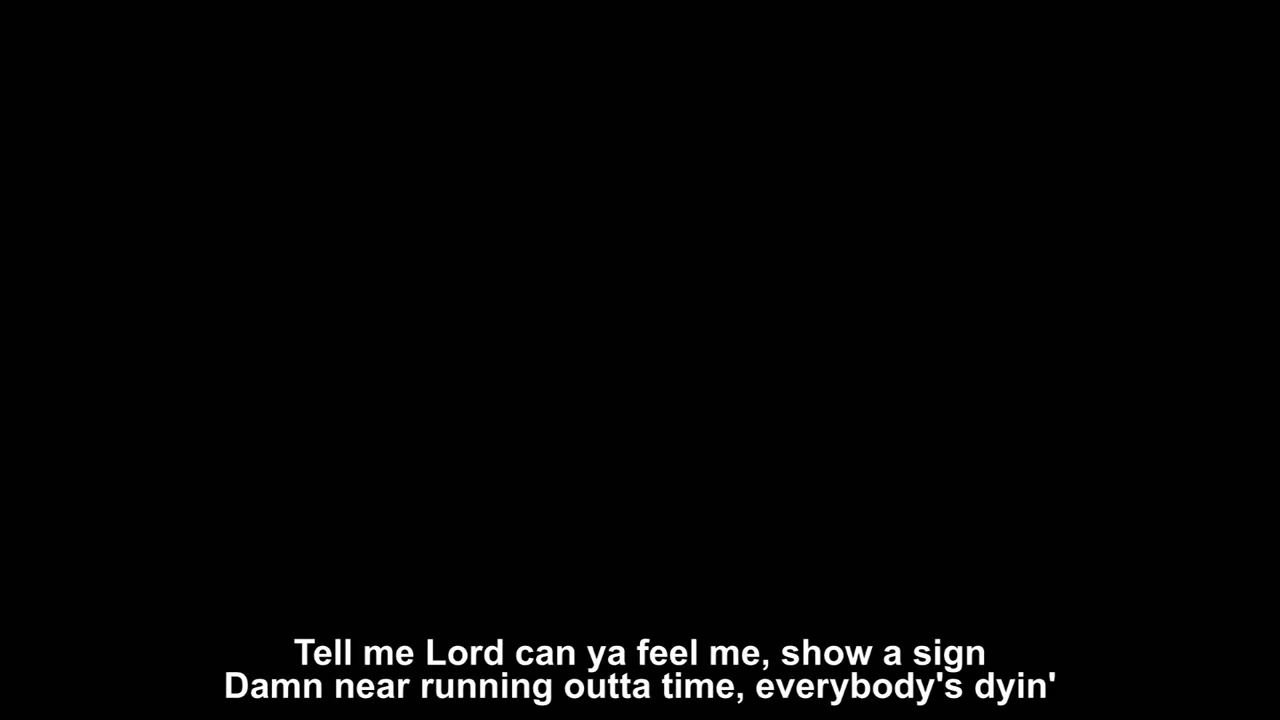 Tell me Lord can ya feel me, show a sign
Damn near running outta time, everybody's dyin'